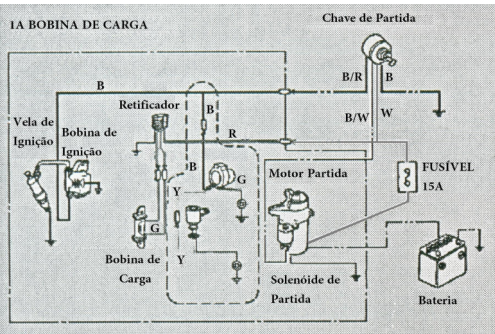 1A BOBINA DE CARGA
Chave de Partida
B/R
B
B
Retificador
B
B/W
W
Vela de
Ignição
Bobina de
Ignição
R
B
Y
G
Motor Partida
FUSÍVEL
15A
G
Bobina de
Carga
Y
Solenóide de
Partida
Bateria